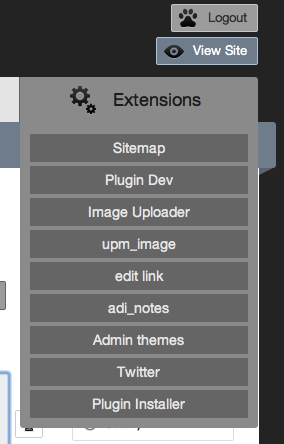 Logout
View Site
Extensions
Sitemap
Plugin Dev
Image Uploader
upm_image
edit link
adi_notes
Admin themes
Twitter
Plugin Installer